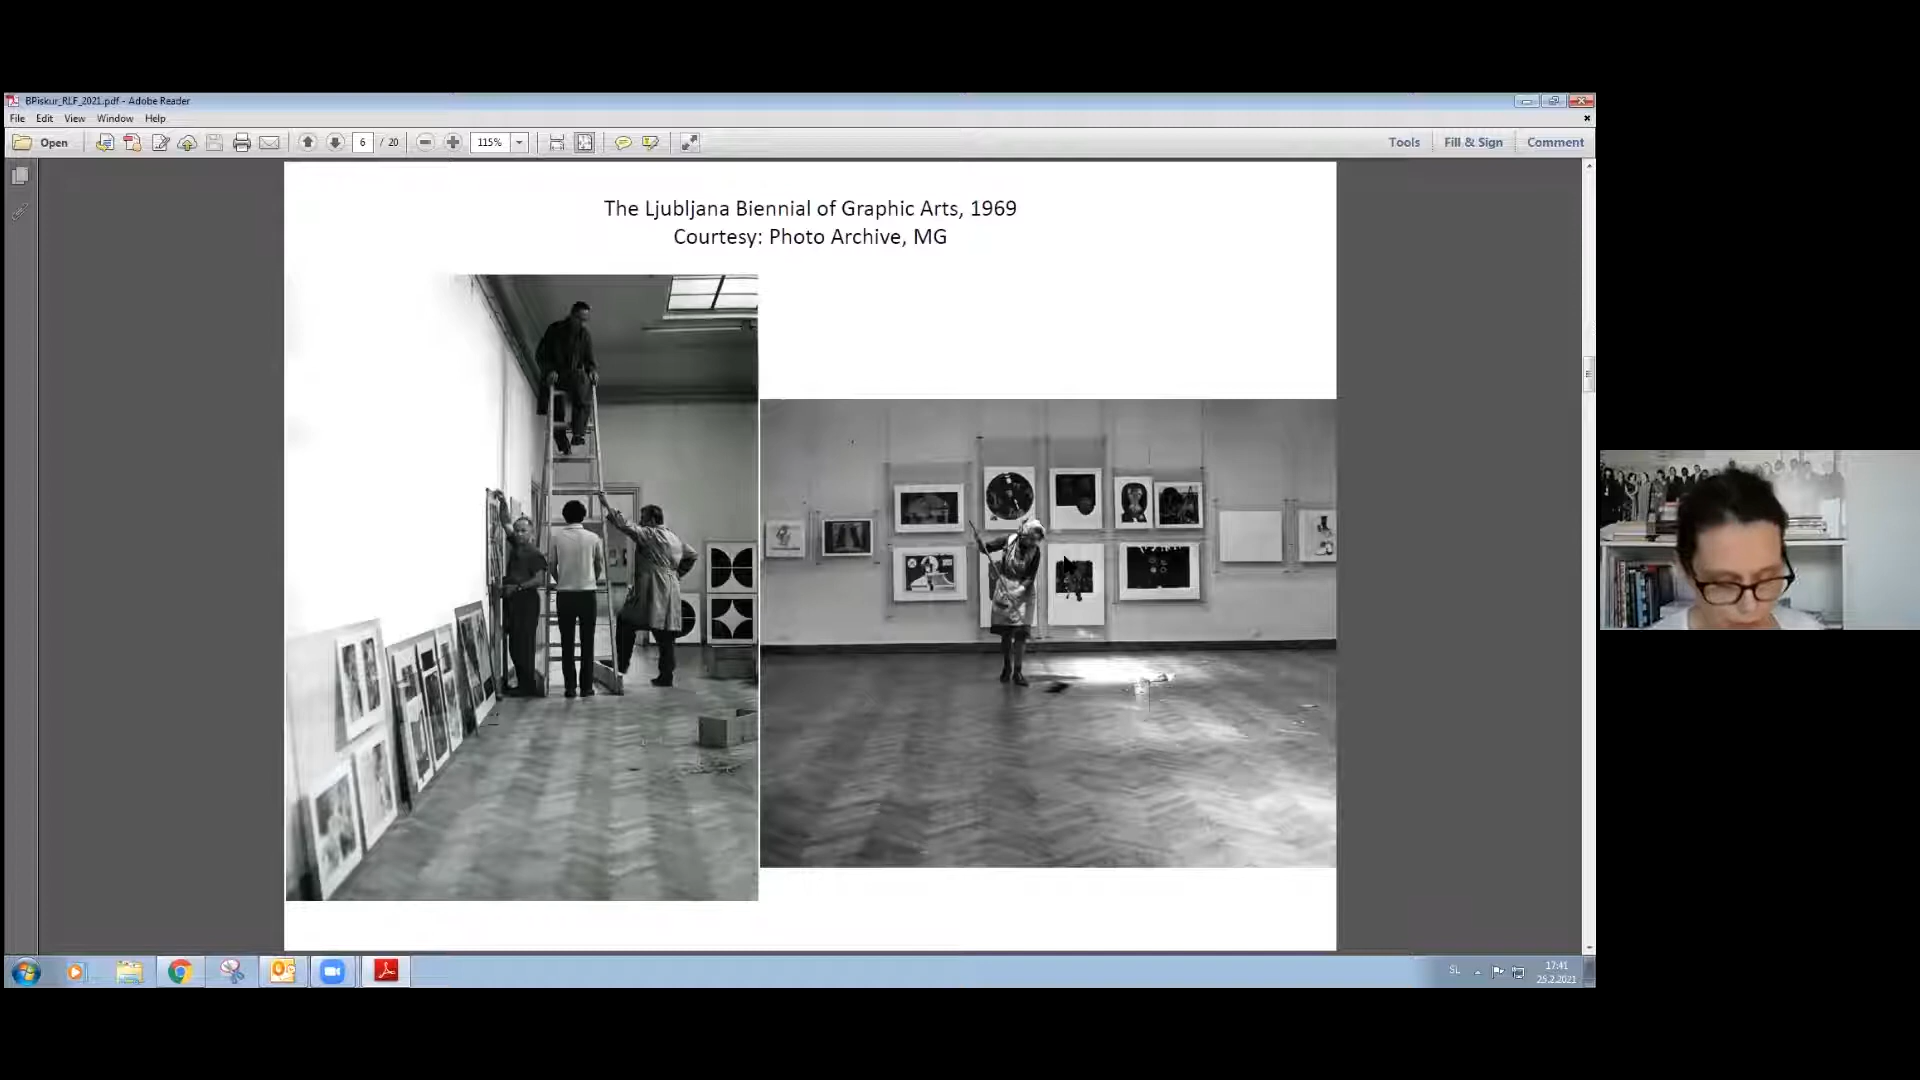 BPiskur_RLF_2021.pdf - Adobe Reader
File Edit View Window Help
Open 6 / 20 115% Tools Fill & Sign Comment
The Ljubljana Biennial of Graphic Arts, 1969
Courtesy: Photo Archive, MG
SL 17:41
25.2.2021